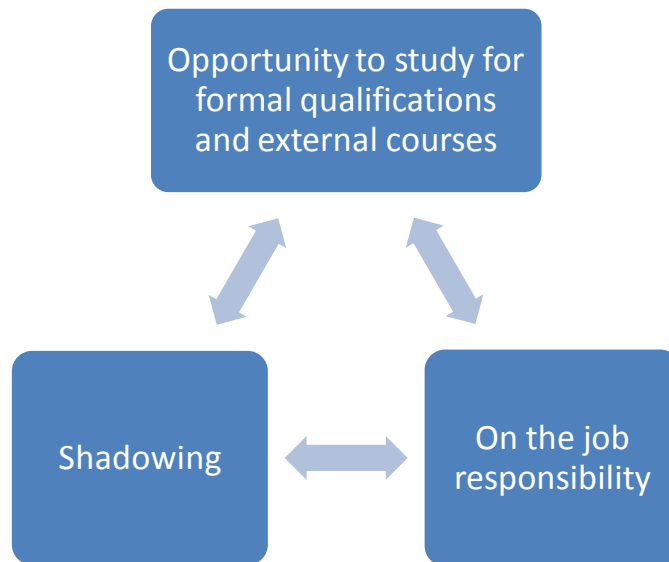 Opportunity to study for
formal qualifications
and external courses
Shadowing
On the job
responsibility